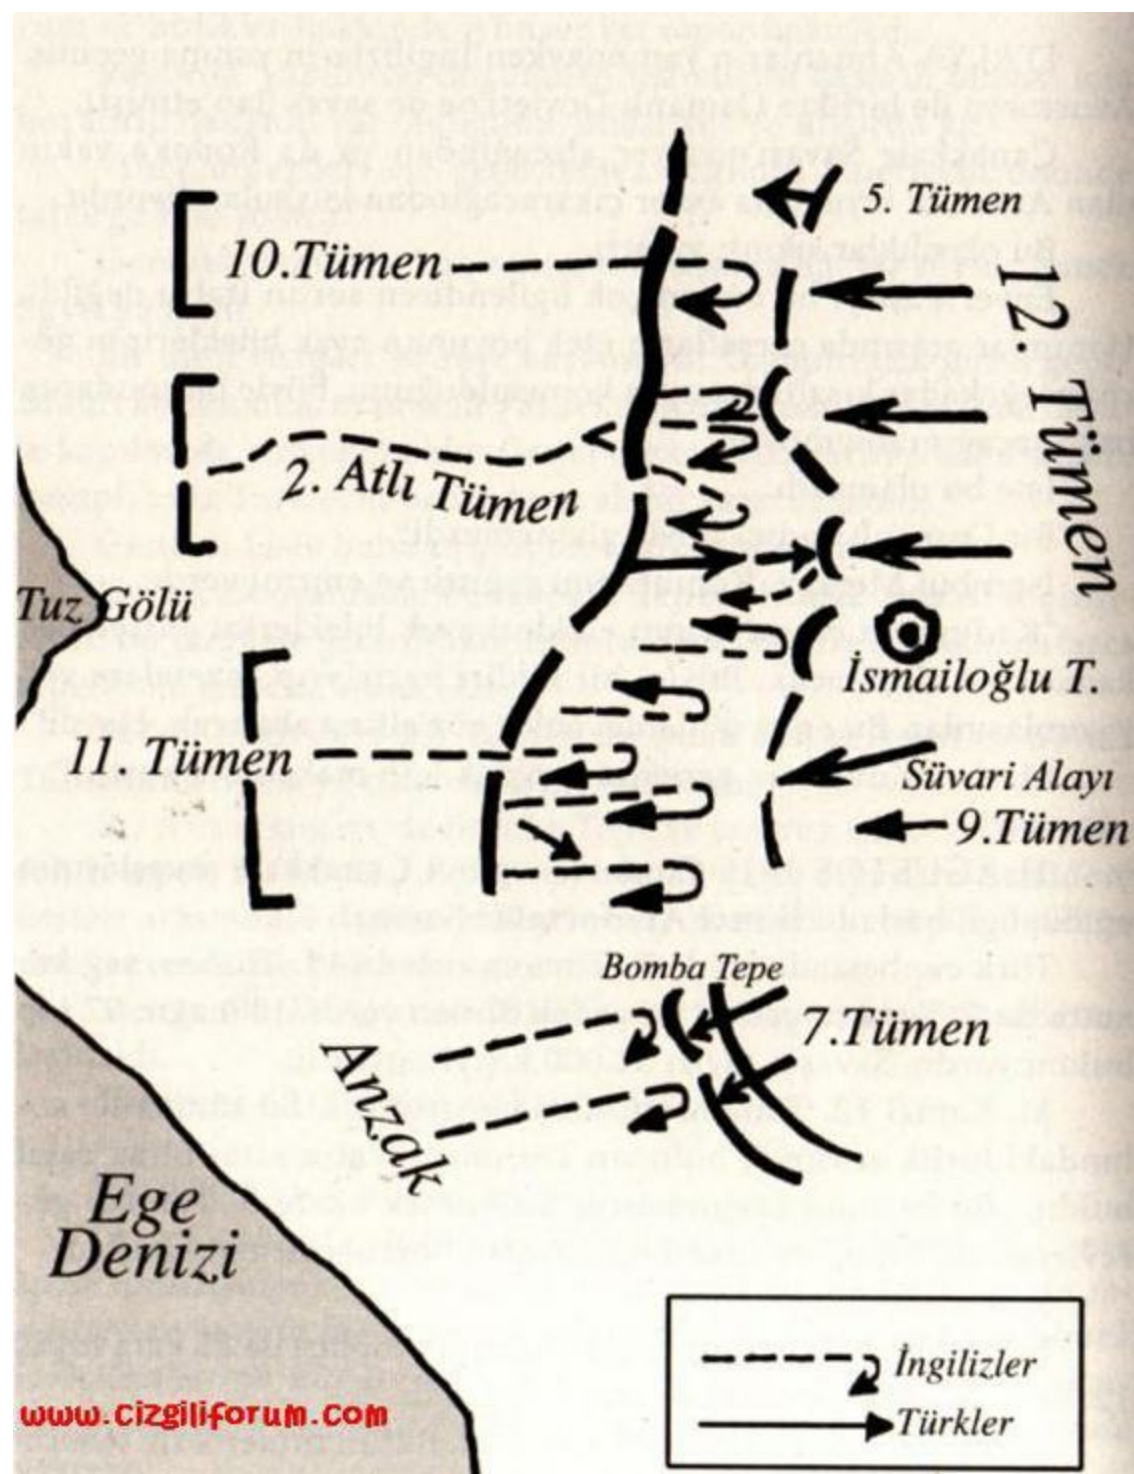 5. Tümen
10.Tümen
12. Tümen
2. Atlı Tümen
Tuz Gölü
İsmailoğlu T.
11. Tümen
Süvari Alayı
9.Tümen
Bomba Tepe
7.Tümen
Anzak
Ege
Denizi
İngilizler
Türkler
www.cizgiliforum.com